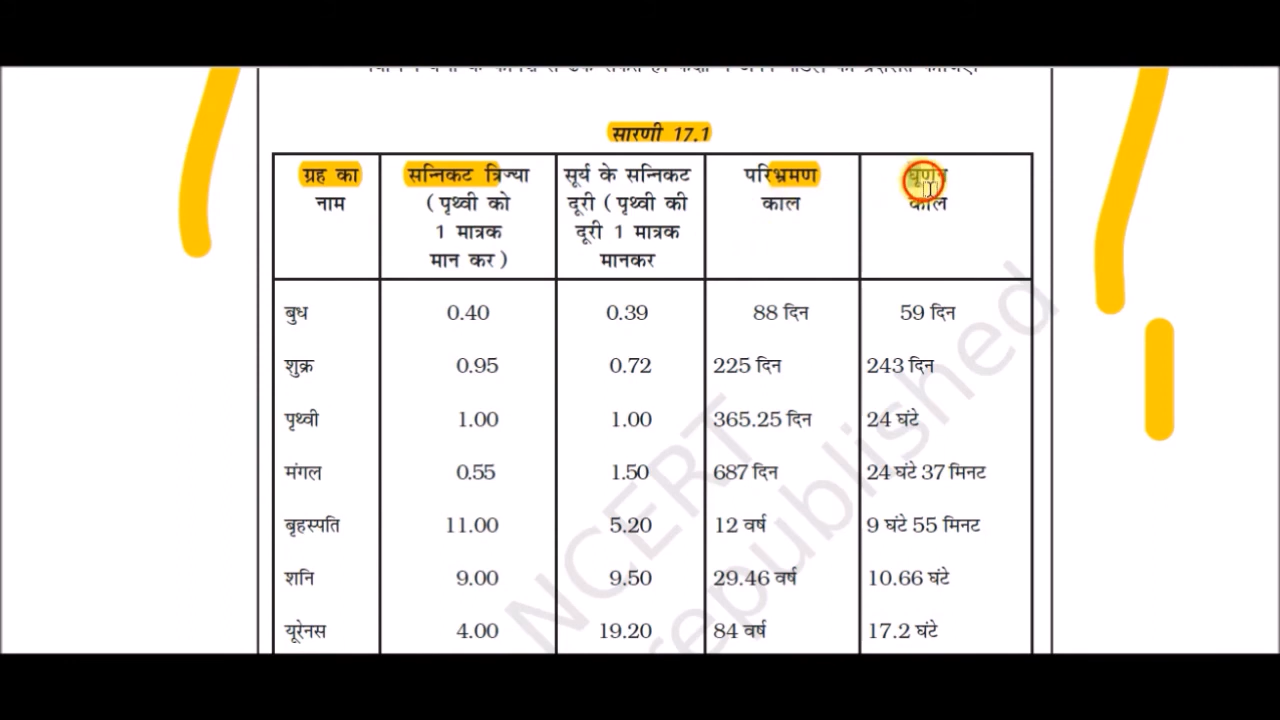 सारणी 17.1
ग्रह का नाम
सन्निकट त्रिज्या (पृथ्वी को 1 मात्रक मान कर)
सूर्य के सन्निकट दूरी (पृथ्वी की दूरी 1 मात्रक मानकर
परिभ्रमण काल
घूर्णन काल
बुध 0.40 0.39 88 दिन 59 दिन
शुक्र 0.95 0.72 225 दिन 243 दिन
पृथ्वी 1.00 1.00 365.25 दिन 24 घंटे
मंगल 0.55 1.50 687 दिन 24 घंटे 37 मिनट
बृहस्पति 11.00 5.20 12 वर्ष 9 घंटे 55 मिनट
शनि 9.00 9.50 29.46 वर्ष 10.66 घंटे
यूरेनस 4.00 19.20 84 वर्ष 17.2 घंटे
NCERT
republished